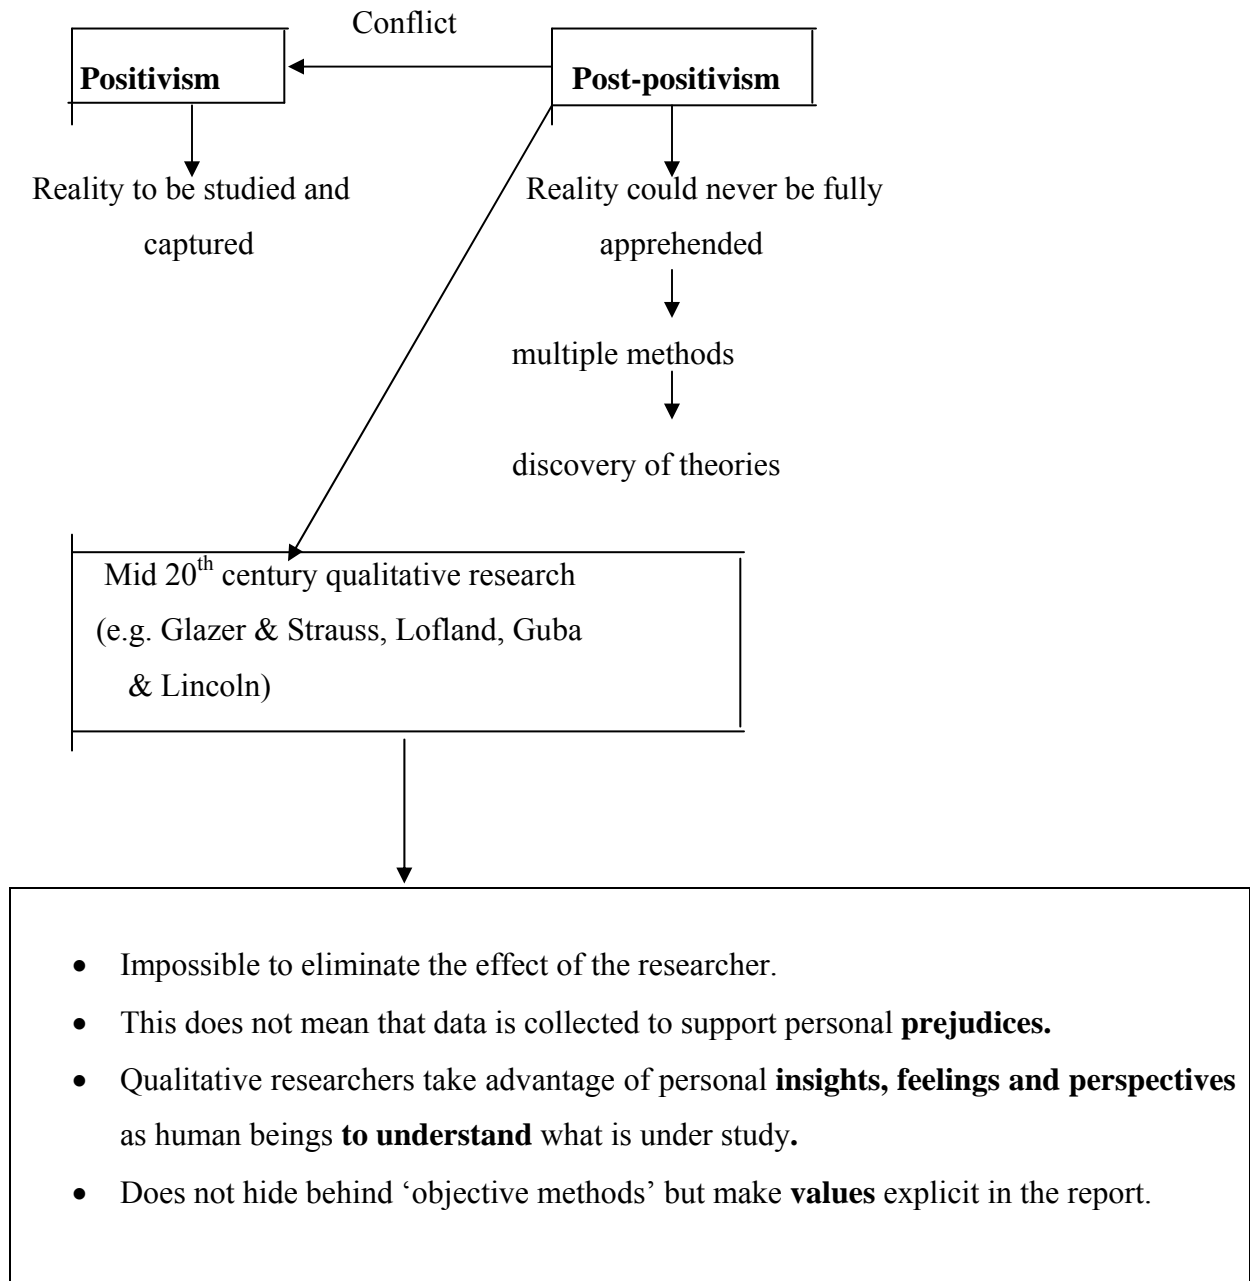 Conflict
Positivism
Post-positivism
Reality to be studied and
captured
Reality could never be fully
apprehended
multiple methods
discovery of theories
Mid 20th century qualitative research
(e.g. Glazer & Strauss, Lofland, Guba
& Lincoln)
• Impossible to eliminate the effect of the researcher.
• This does not mean that data is collected to support personal prejudices.
• Qualitative researchers take advantage of personal insights, feelings and perspectives
as human beings to understand what is under study.
• Does not hide behind ‘objective methods’ but make values explicit in the report.